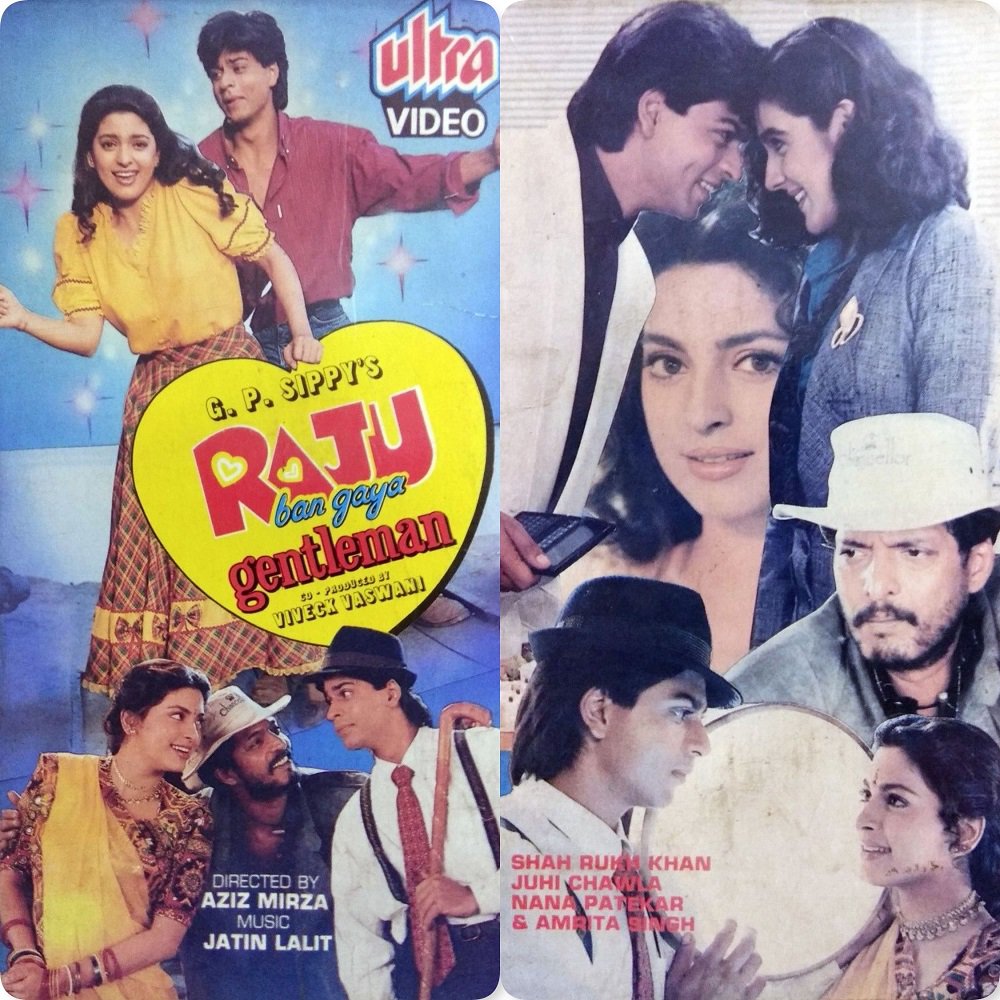 ultra
VIDEO
G. P. SIPPY'S
RAJU
ban gaya
gentleman
CO - PRODUCED BY
VIVECK VASWANI
DIRECTED BY
AZIZ MIRZA
MUSIC
JATIN LALIT
SHAH RUKH KHAN
JUHI CHAWLA
NANA PATEKAR
& AMRITA SINGH